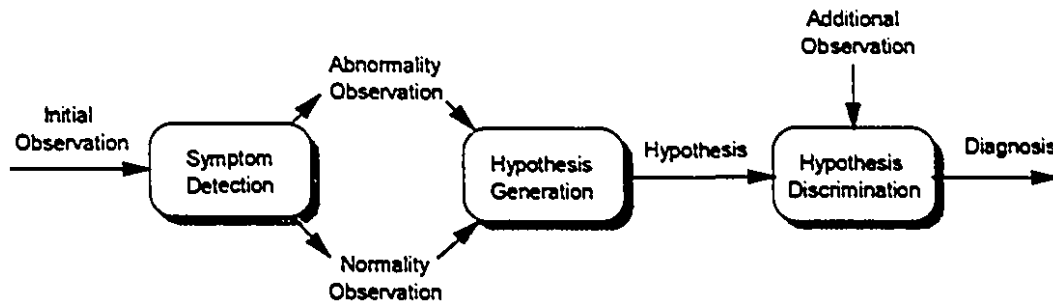 Initial
Observation
Symptom
Detection
Abnormality
Observation
Normality
Observation
Hypothesis
Generation
Hypothesis
Additional
Observation
Hypothesis
Discrimination
Diagnosis